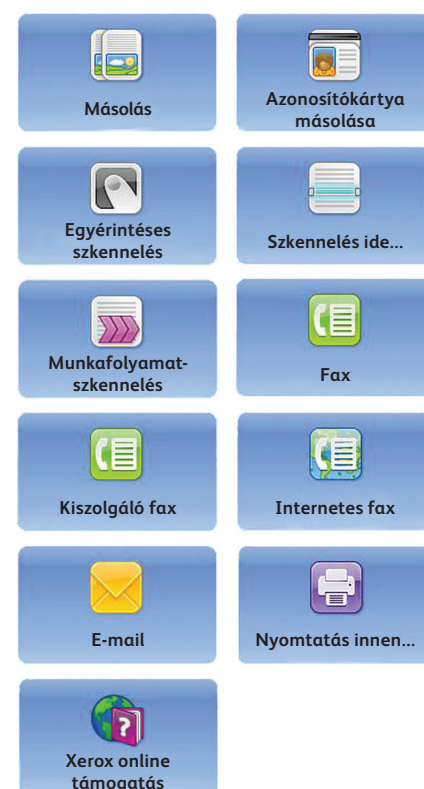 Másolás
Azonosítókártya
másolása
Egyérintéses
szkennelés
Szkennelés ide...
Munkafolyamat-
szkennelés
Fax
Kiszolgáló fax
Internetes fax
E-mail
Nyomtatás innen...
Xerox online
támogatás